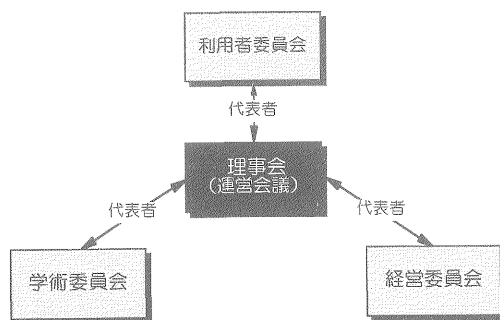 利用者委員会
代表者
理事会
(運営会議)
代表者
代表者
学術委員会
経営委員会